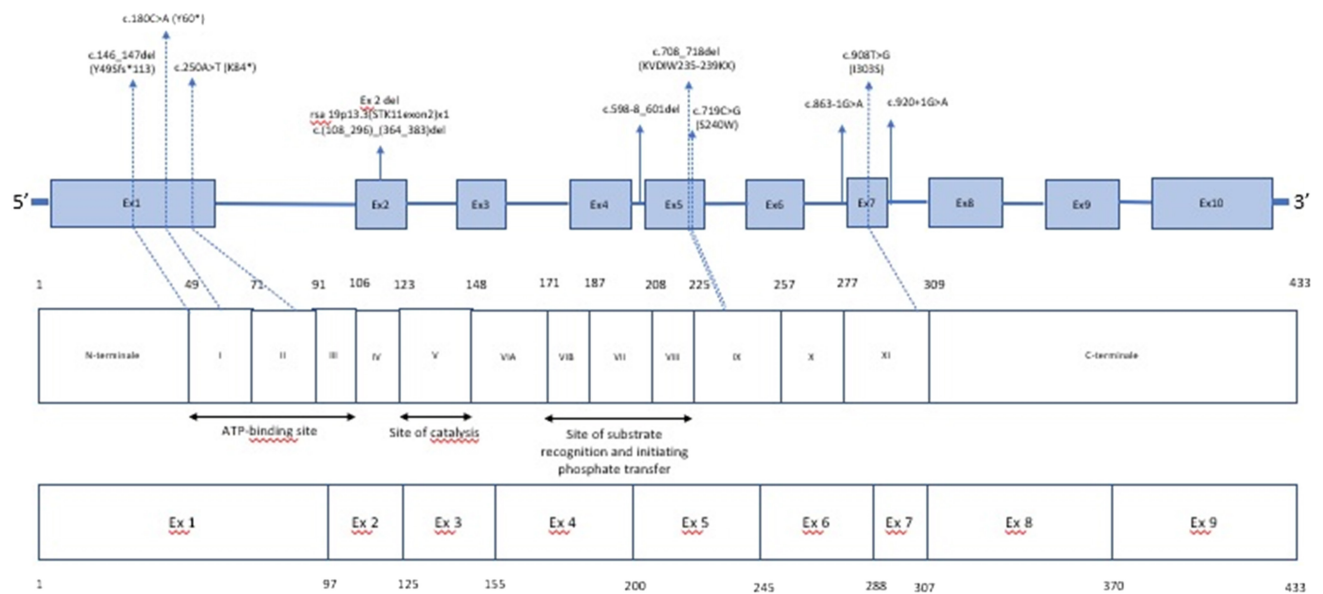 c.180C>A (Y60*)
c.146_147del
(Y49Sfs*113)
c.250A>T (K84*)
Ex 2 del
rsa 19p13.3(STK11exon2)x1
c.(108_296)_(364_383)del
c.598-8_601del
c.708_718del
(KVDIW235-239KX)
c.719C>G
(S240W)
c.863-1G>A
c.908T>G
(I303S)
c.920+1G>A
5’ Ex1 Ex2 Ex3 Ex4 Ex5 Ex6 Ex7 Ex8 Ex9 Ex10 3’
1 49 71 91 106 123 148 171 187 208 225 257 277 309 433
N-terminale I II III IV V VIA VIB VII VIII IX X XI C-terminale
ATP-binding site
Site of catalysis
Site of substrate
recognition and initiating
phosphate transfer
Ex 1 Ex 2 Ex 3 Ex 4 Ex 5 Ex 6 Ex 7 Ex 8 Ex 9
1 97 125 155 200 245 288 307 370 433